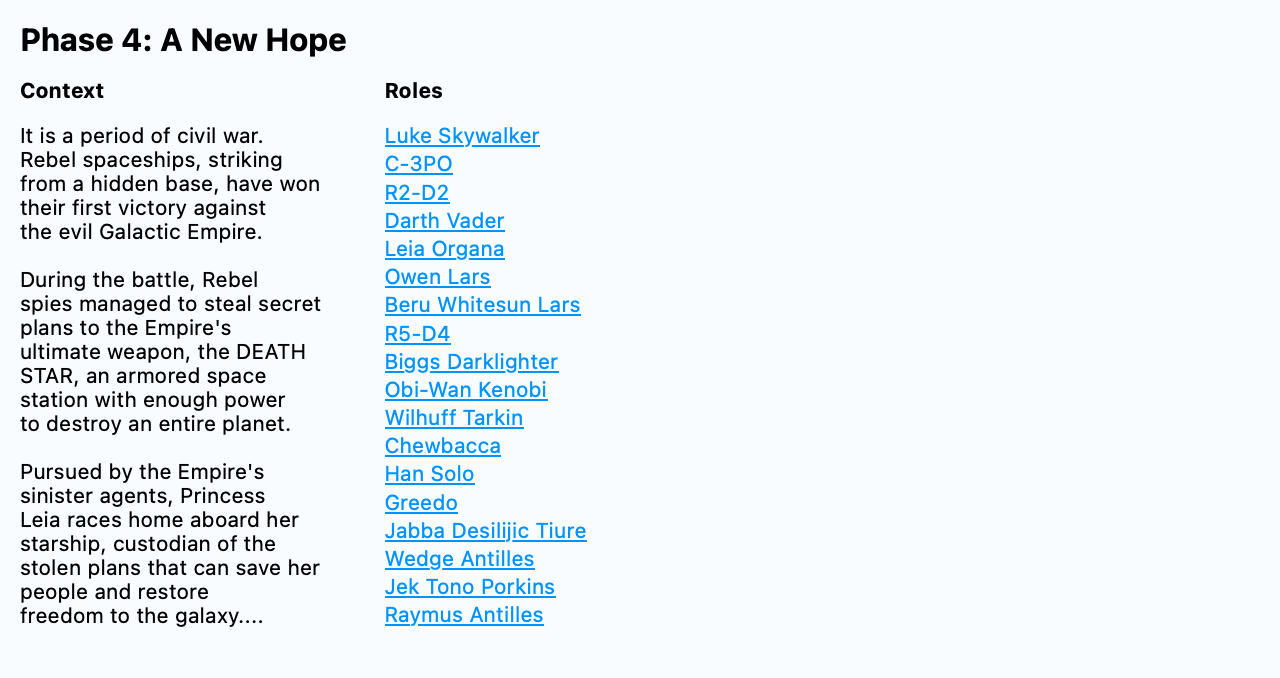 Phase 4: A New Hope
Context
It is a period of civil war.
Rebel spaceships, striking
from a hidden base, have won
their first victory against
the evil Galactic Empire.
During the battle, Rebel
spies managed to steal secret
plans to the Empire's
ultimate weapon, the DEATH
STAR, an armored space
station with enough power
to destroy an entire planet.
Pursued by the Empire's
sinister agents, Princess
Leia races home aboard her
starship, custodian of the
stolen plans that can save her
people and restore
freedom to the galaxy....
Roles
Luke Skywalker
C-3PO
R2-D2
Darth Vader
Leia Organa
Owen Lars
Beru Whitesun Lars
R5-D4
Biggs Darklighter
Obi-Wan Kenobi
Wilhuff Tarkin
Chewbacca
Han Solo
Greedo
Jabba Desilijic Tiure
Wedge Antilles
Jek Tono Porkins
Raymus Antilles